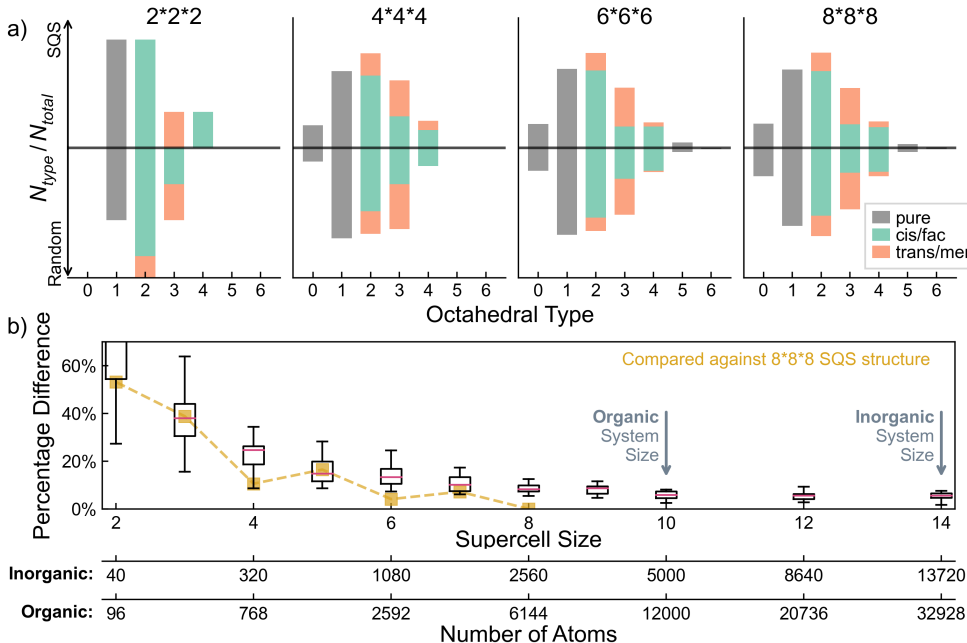 a)
2*2*2 4*4*4 6*6*6 8*8*8
SQS
N_type / N_total
Random
0 1 2 3 4 5 6 0 1 2 3 4 5 6 0 1 2 3 4 5 6 0 1 2 3 4 5 6
pure
cis/fac
trans/mer
Octahedral Type
b)
Percentage Difference
60%
40%
20%
0%
Compared against 8*8*8 SQS structure
Organic
System
Size
Inorganic
System
Size
2 4 6 8 10 12 14
Supercell Size
Inorganic: 40 320 1080 2560 5000 8640 13720
Organic: 96 768 2592 6144 12000 20736 32928
Number of Atoms